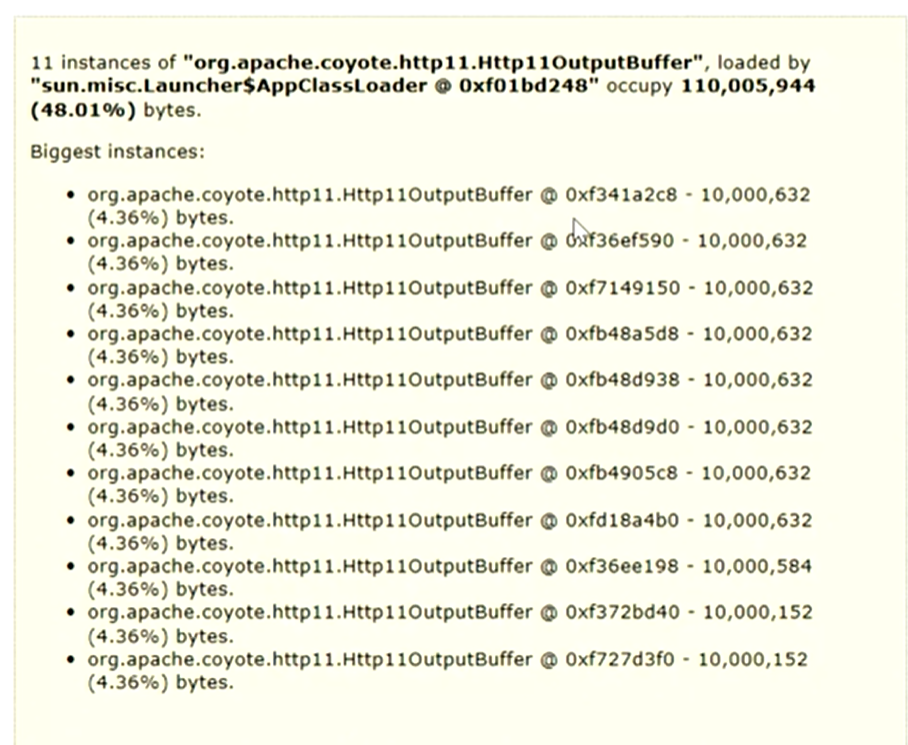 11 instances of "org.apache.coyote.http11.Http11OutputBuffer", loaded by
"sun.misc.Launcher$AppClassLoader @ 0xf01bd248" occupy 110,005,944
(48.01%) bytes.
Biggest instances:
• org.apache.coyote.http11.Http11OutputBuffer @ 0xf341a2c8 - 10,000,632
(4.36%) bytes.
• org.apache.coyote.http11.Http11OutputBuffer @ 0xf36ef590 - 10,000,632
(4.36%) bytes.
• org.apache.coyote.http11.Http11OutputBuffer @ 0xf7149150 - 10,000,632
(4.36%) bytes.
• org.apache.coyote.http11.Http11OutputBuffer @ 0xfb48a5d8 - 10,000,632
(4.36%) bytes.
• org.apache.coyote.http11.Http11OutputBuffer @ 0xfb48d938 - 10,000,632
(4.36%) bytes.
• org.apache.coyote.http11.Http11OutputBuffer @ 0xfb48d9d0 - 10,000,632
(4.36%) bytes.
• org.apache.coyote.http11.Http11OutputBuffer @ 0xfb4905c8 - 10,000,632
(4.36%) bytes.
• org.apache.coyote.http11.Http11OutputBuffer @ 0xfd18a4b0 - 10,000,632
(4.36%) bytes.
• org.apache.coyote.http11.Http11OutputBuffer @ 0xf36ee198 - 10,000,584
(4.36%) bytes.
• org.apache.coyote.http11.Http11OutputBuffer @ 0xf372bd40 - 10,000,152
(4.36%) bytes.
• org.apache.coyote.http11.Http11OutputBuffer @ 0xf727d3f0 - 10,000,152
(4.36%) bytes.